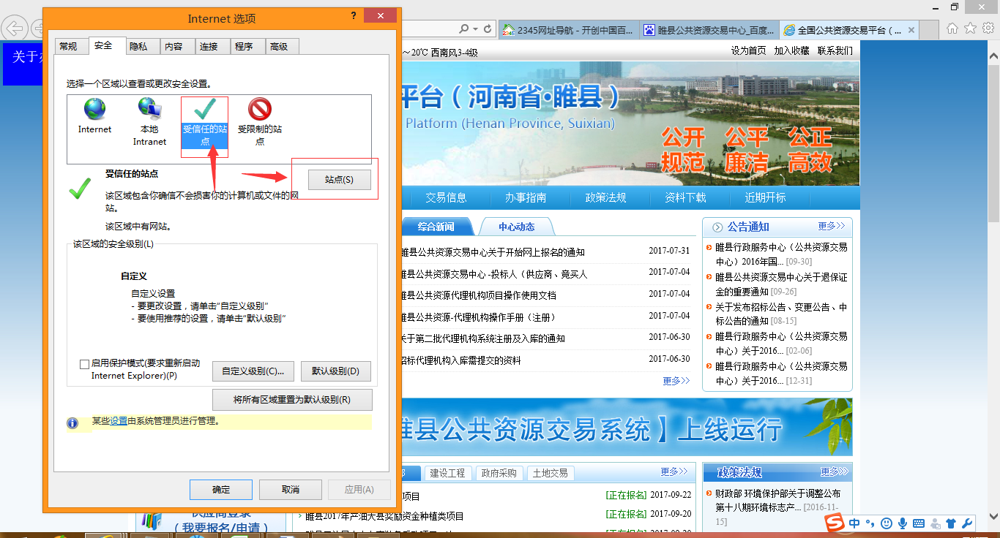 Internet 选项
?
常规
安全
隐私
内容
连接
程序
高级
选择一个区域以查看或更改安全设置。
Internet
本地
Intranet
受信任的站
点
受限制的站
点
受信任的站点
站点(S)
该区域包含你确信不会损害你的计算机或文件的网
站。
该区域中有网站。
该区域的安全级别(L)
自定义
自定义设置
- 要更改设置，请单击“自定义级别”
- 要使用推荐的设置，请单击“默认级别”
启用保护模式(要求重新启动
Internet Explorer)(P)
自定义级别(C)...
默认级别(D)
将所有区域重置为默认级别(R)
某些设置由系统管理员进行管理。
确定
取消
应用(A)
关于
2345网址导航 - 开创中国百...
睢县公共资源交易中心_百度...
全国公共资源交易平台（...
～20℃ 西南风3-4级
设为首页 加入收藏 联系我们
平台（河南省•睢县）
Platform (Henan Province, Suixian)
公开 公平 公正
规范 廉洁 高效
交易信息
办事指南
政策法规
资料下载
近期开标
综合新闻
中心动态
睢县公共资源交易中心关于开始网上报名的通知 2017-07-31
睢县公共资源交易中心 -投标人（供应商、竞买人 2017-07-04
睢县公共资源代理机构项目操作使用文档 2017-07-04
睢县公共资源-代理机构操作手册（注册） 2017-07-04
关于第二批代理机构系统注册及入库的通知 2017-06-30
招标代理机构入库需提交的资料 2017-06-30
更多>>
公告通知
更多>>
睢县行政服务中心（公共资源交易
中心）2016年国... [09-30]
睢县公共资源交易中心关于退保证
金的重要通知 [09-26]
关于发布招标公告、变更公告、中
标公告的通知 [08-15]
睢县行政服务中心（公共资源交易
中心）关于2016... [02-06]
睢县行政服务中心（公共资源交易
中心）关于2016... [12-31]
睢县公共资源交易系统】上线运行
部
建设工程
政府采购
土地交易
更多>>
项目 [正在报名] 2017-09-22
睢县2017年产油大县奖励资金种植类项目 [正在报名] 2017-09-20
政策法规
更多>>
财政部 环境保护部关于调整公布
第十八期环境标志产... [2016-11-
15]
供应商登录
（我要报名/申请）
中